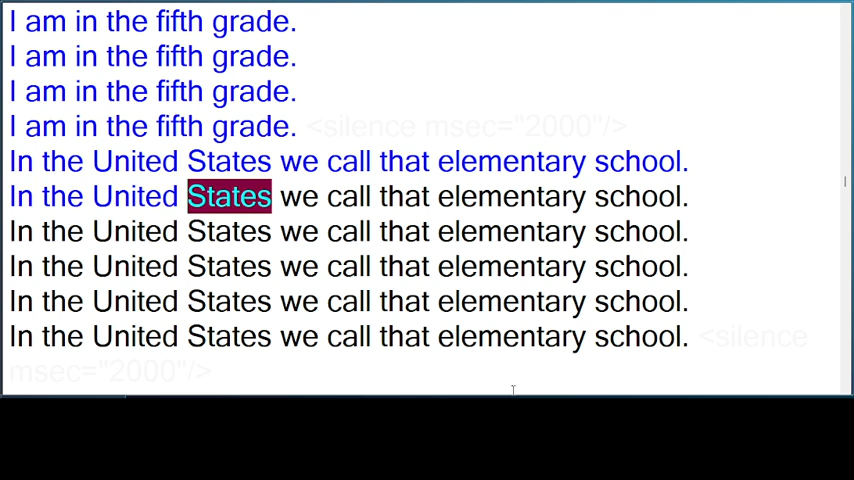 I am in the fifth grade.
I am in the fifth grade.
I am in the fifth grade.
I am in the fifth grade. <silence msec="2000"/>
In the United States we call that elementary school.
In the United States we call that elementary school.
In the United States we call that elementary school.
In the United States we call that elementary school.
In the United States we call that elementary school.
In the United States we call that elementary school. <silence
msec="2000"/>